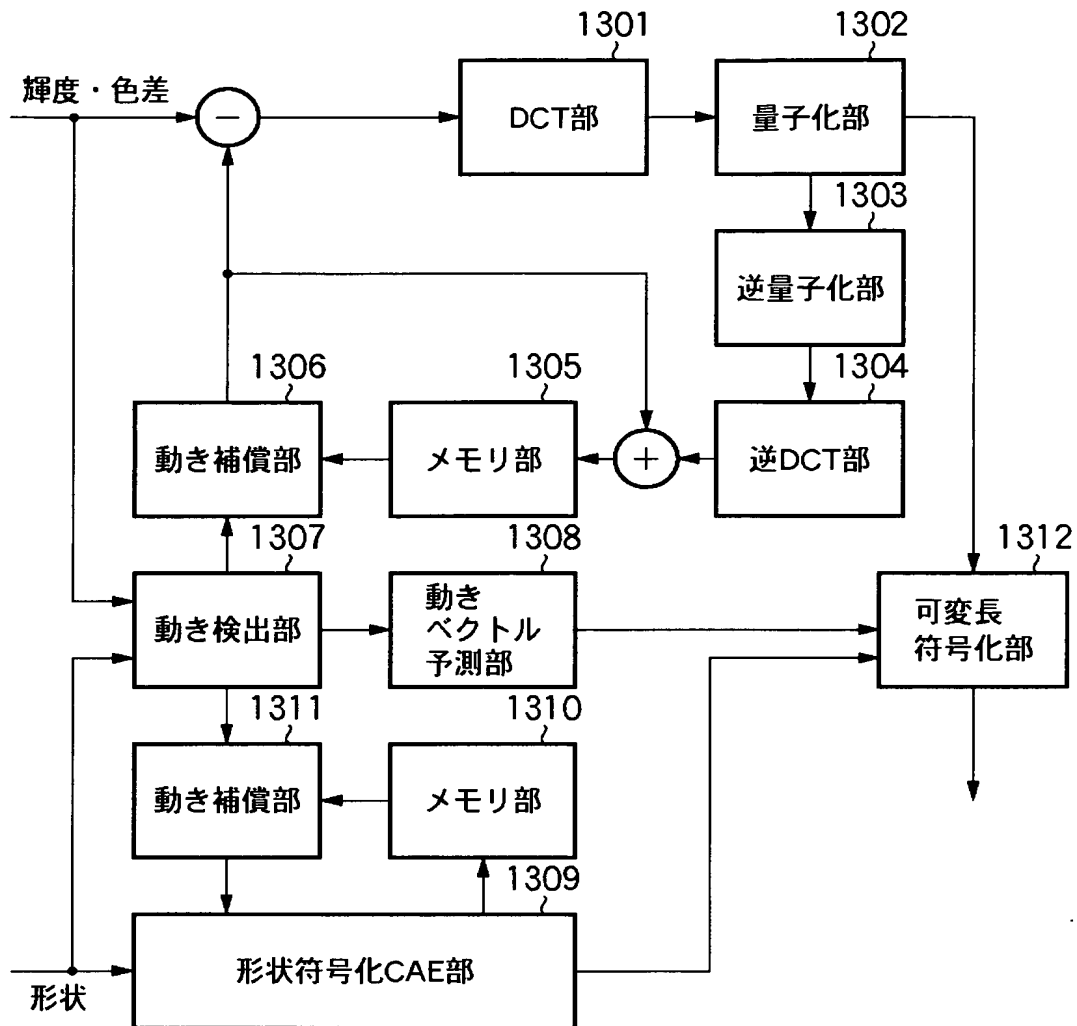 1301
1302
輝度・色差
−
DCT部
量子化部
1303
逆量子化部
1306
1305
1304
動き補償部
メモリ部
+
逆DCT部
1307
1308
1312
動き検出部
動き
ベクトル
予測部
可変長
符号化部
1311
1310
動き補償部
メモリ部
1309
形状符号化CAE部
形状